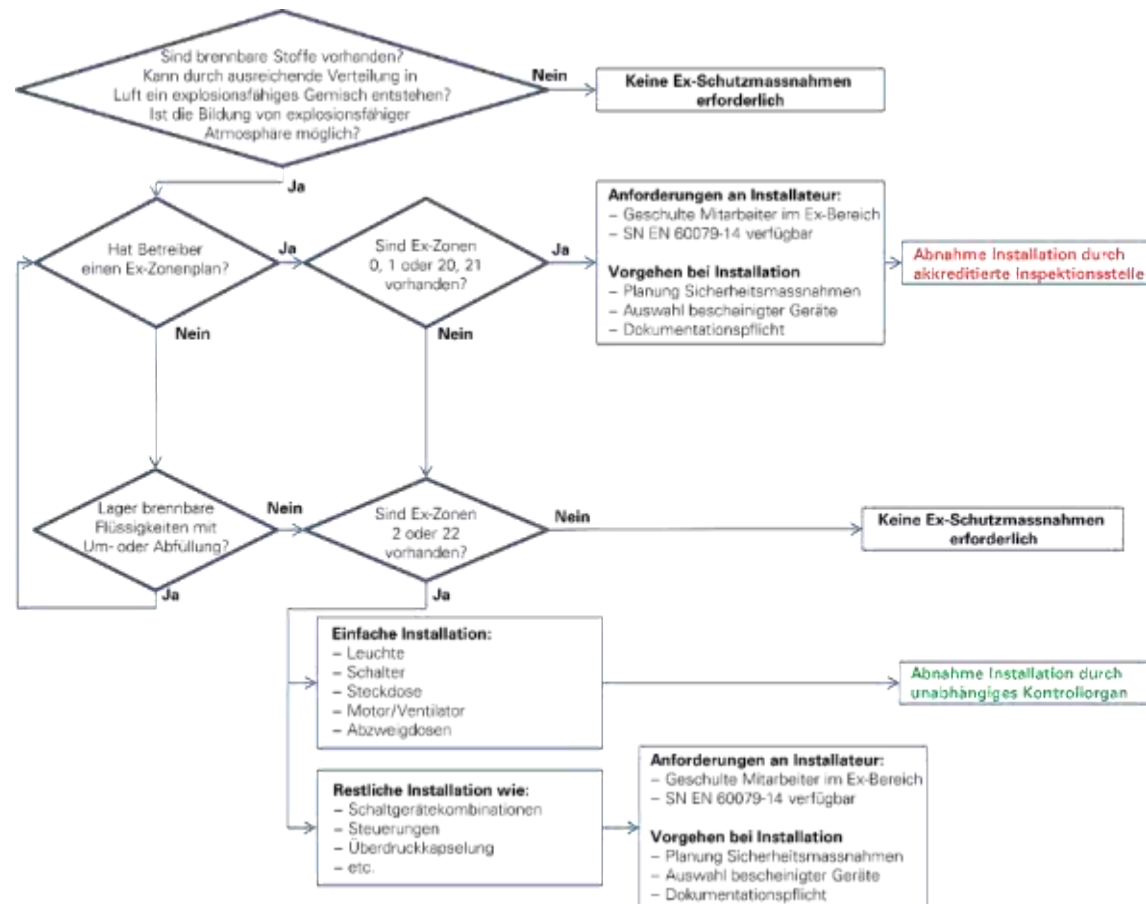 Sind brennbare Stoffe vorhanden?
Kann durch ausreichende Verteilung in
Luft ein explosionsfähiges Gemisch entstehen?
Ist die Bildung von explosionsfähiger
Atmosphäre möglich?
Nein
Keine Ex-Schutzmassnahmen
erforderlich
Ja
Hat Betreiber
einen Ex-Zonenplan?
Ja
Nein
Sind Ex-Zonen
0, 1 oder 20, 21
vorhanden?
Ja
Nein
Anforderungen an Installateur:
– Geschulte Mitarbeiter im Ex-Bereich
– SN EN 60079-14 verfügbar
Vorgehen bei Installation
– Planung Sicherheitsmassnahmen
– Auswahl bescheinigter Geräte
– Dokumentationspflicht
Abnahme Installation durch
akkreditierte Inspektionsstelle
Lager brennbare
Flüssigkeiten mit
Um- oder Abfüllung?
Nein
Ja
Sind Ex-Zonen
2 oder 22
vorhanden?
Nein
Ja
Keine Ex-Schutzmassnahmen
erforderlich
Einfache Installation:
– Leuchte
– Schalter
– Steckdose
– Motor/Ventilator
– Abzweigdosen
Abnahme Installation durch
unabhängiges Kontrollorgan
Restliche Installation wie:
– Schaltgerätekombinationen
– Steuerungen
– Überdruckkapselung
– etc.
Anforderungen an Installateur:
– Geschulte Mitarbeiter im Ex-Bereich
– SN EN 60079-14 verfügbar
Vorgehen bei Installation
– Planung Sicherheitsmassnahmen
– Auswahl bescheinigter Geräte
– Dokumentationspflicht